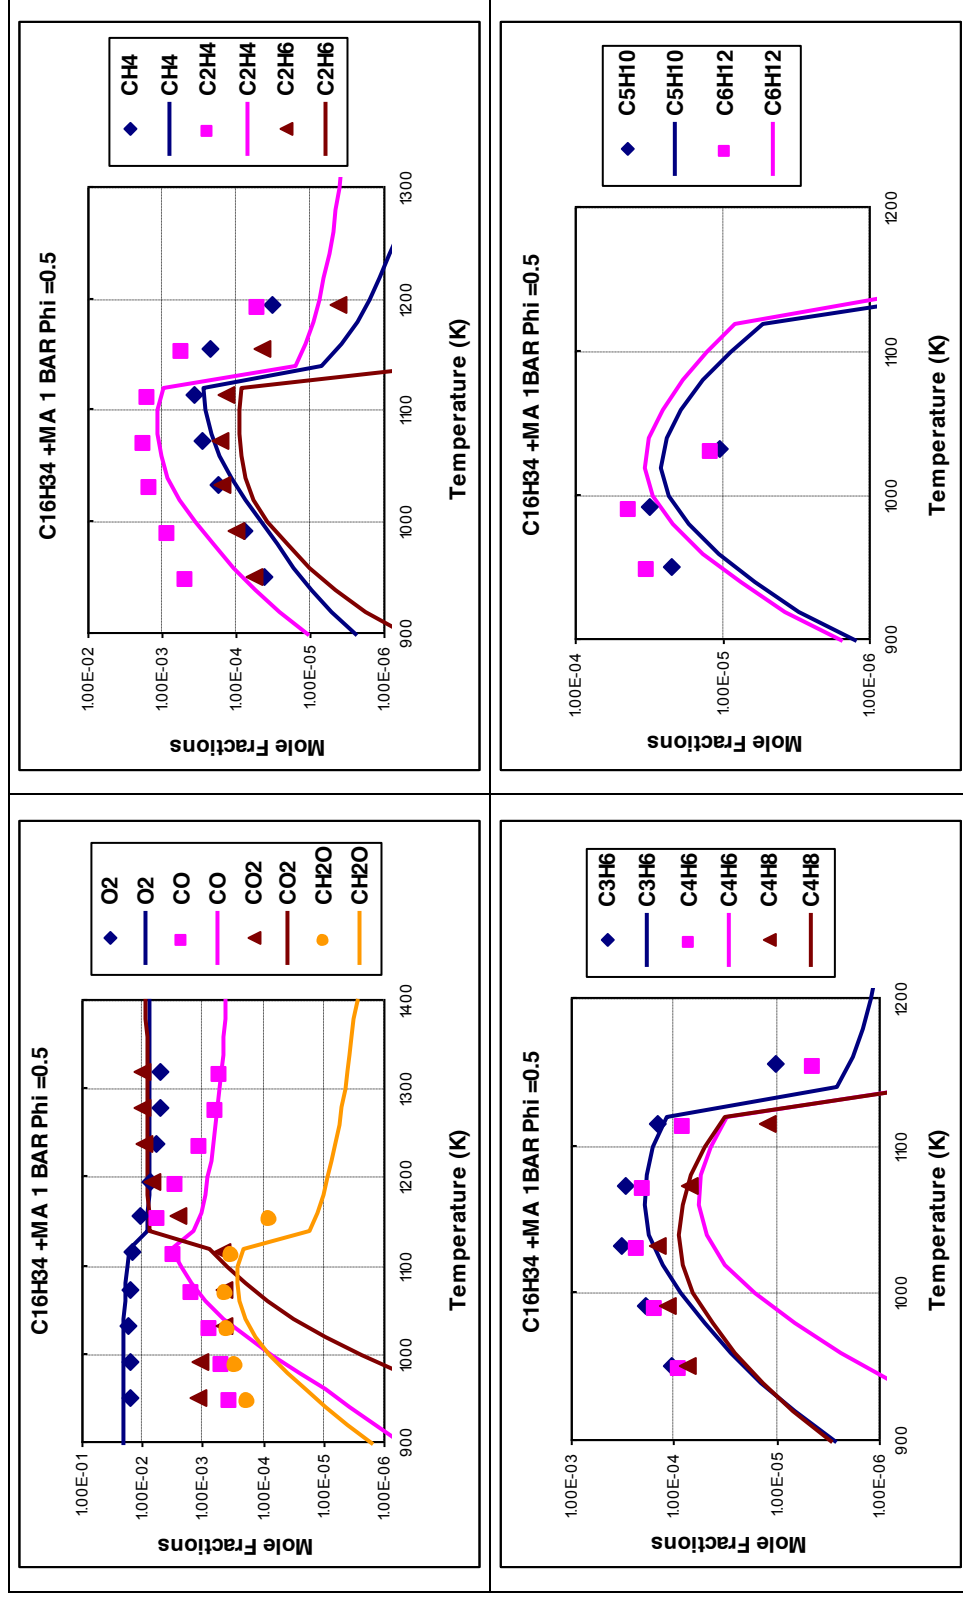 C16H34 +MA 1 BAR Phi =0.5
1.00E-01
1.00E-02
1.00E-03
1.00E-04
1.00E-05
1.00E-06
900
1000
1100
1200
1300
1400
Temperature (K)
Mole Fractions
O2
O2
CO
CO
CO2
CO2
CH2O
CH2O
C16H34 +MA 1 BAR Phi =0.5
1.00E-02
1.00E-03
1.00E-04
1.00E-05
1.00E-06
900
1000
1100
1200
1300
Temperature (K)
Mole Fractions
CH4
CH4
C2H4
C2H4
C2H6
C2H6
C16H34 +MA 1BAR Phi =0.5
1.00E-03
1.00E-04
1.00E-05
1.00E-06
900
1000
1100
1200
Temperature (K)
Mole Fractions
C3H6
C3H6
C4H6
C4H6
C4H8
C4H8
C16H34 +MA 1BAR Phi =0.5
1.00E-04
1.00E-05
1.00E-06
900
1000
1100
1200
Temperature (K)
Mole Fractions
C5H10
C5H10
C6H12
C6H12